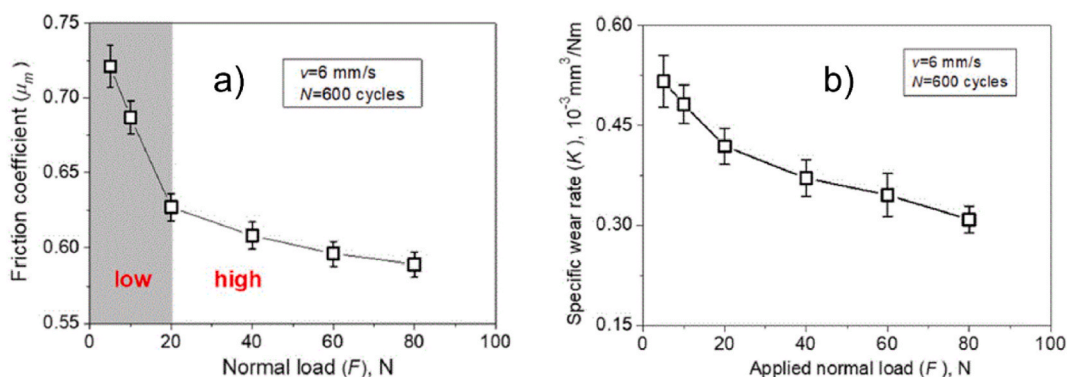 a)
v=6 mm/s
N=600 cycles
low
high
Friction coefficient (μm)
0.75
0.70
0.65
0.60
0.55
0 20 40 60 80 100
Normal load (F), N
b)
v=6 mm/s
N=600 cycles
Specific wear rate (K), 10⁻³mm³/Nm
0.60
0.45
0.30
0.15
0 20 40 60 80 100
Applied normal load (F), N